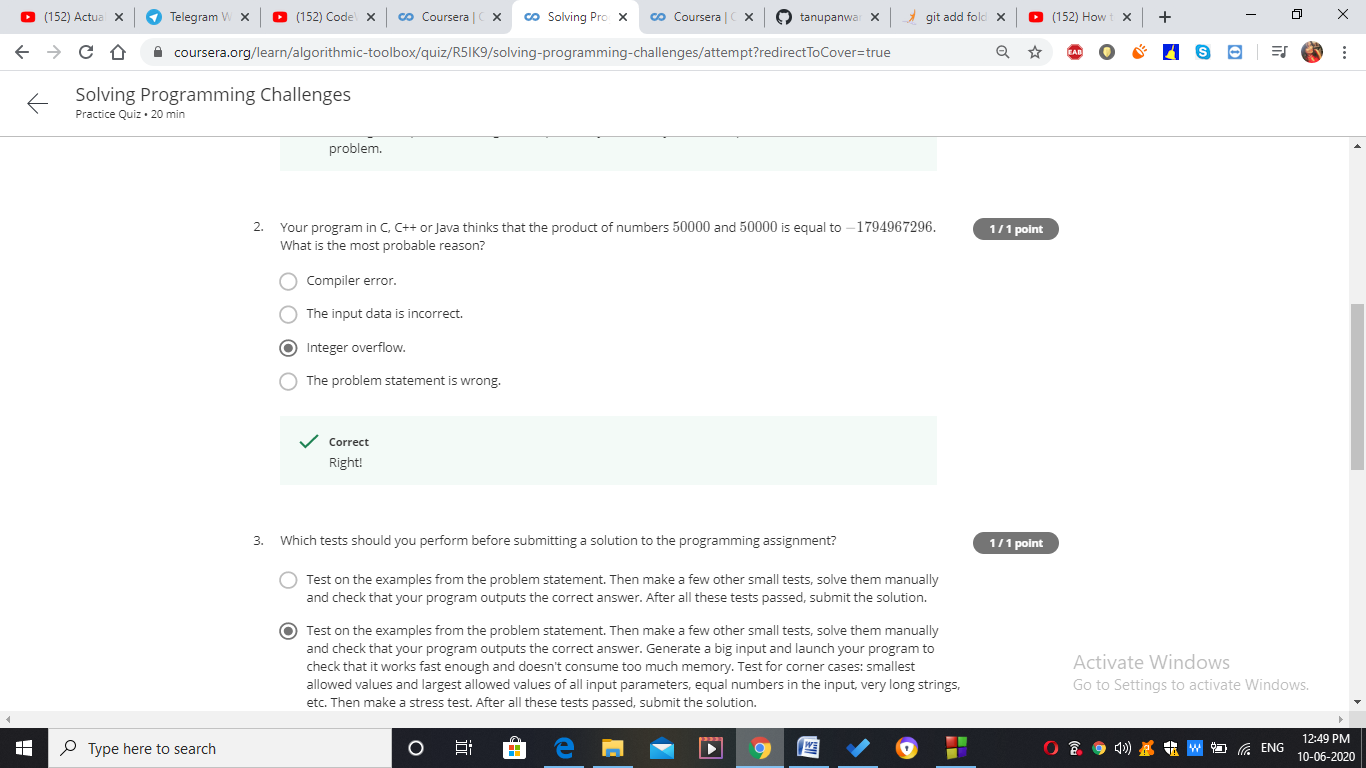 (152) Actua
Telegram W
(152) Code
Coursera |
Solving Pro
Coursera |
tanupanwa
git add fold
(152) How t
coursera.org/learn/algorithmic-toolbox/quiz/R5IK9/solving-programming-challenges/attempt?redirectToCover=true
EAB
Solving Programming Challenges
Practice Quiz • 20 min
problem.
2. Your program in C, C++ or Java thinks that the product of numbers 50000 and 50000 is equal to −1794967296.
What is the most probable reason?
1 / 1 point
Compiler error.
The input data is incorrect.
Integer overflow.
The problem statement is wrong.
Correct
Right!
3. Which tests should you perform before submitting a solution to the programming assignment?
1 / 1 point
Test on the examples from the problem statement. Then make a few other small tests, solve them manually
and check that your program outputs the correct answer. After all these tests passed, submit the solution.
Test on the examples from the problem statement. Then make a few other small tests, solve them manually
and check that your program outputs the correct answer. Generate a big input and launch your program to
check that it works fast enough and doesn't consume too much memory. Test for corner cases: smallest
allowed values and largest allowed values of all input parameters, equal numbers in the input, very long strings,
etc. Then make a stress test. After all these tests passed, submit the solution.
Activate Windows
Go to Settings to activate Windows.
Type here to search
ENG
12:49 PM
10-06-2020